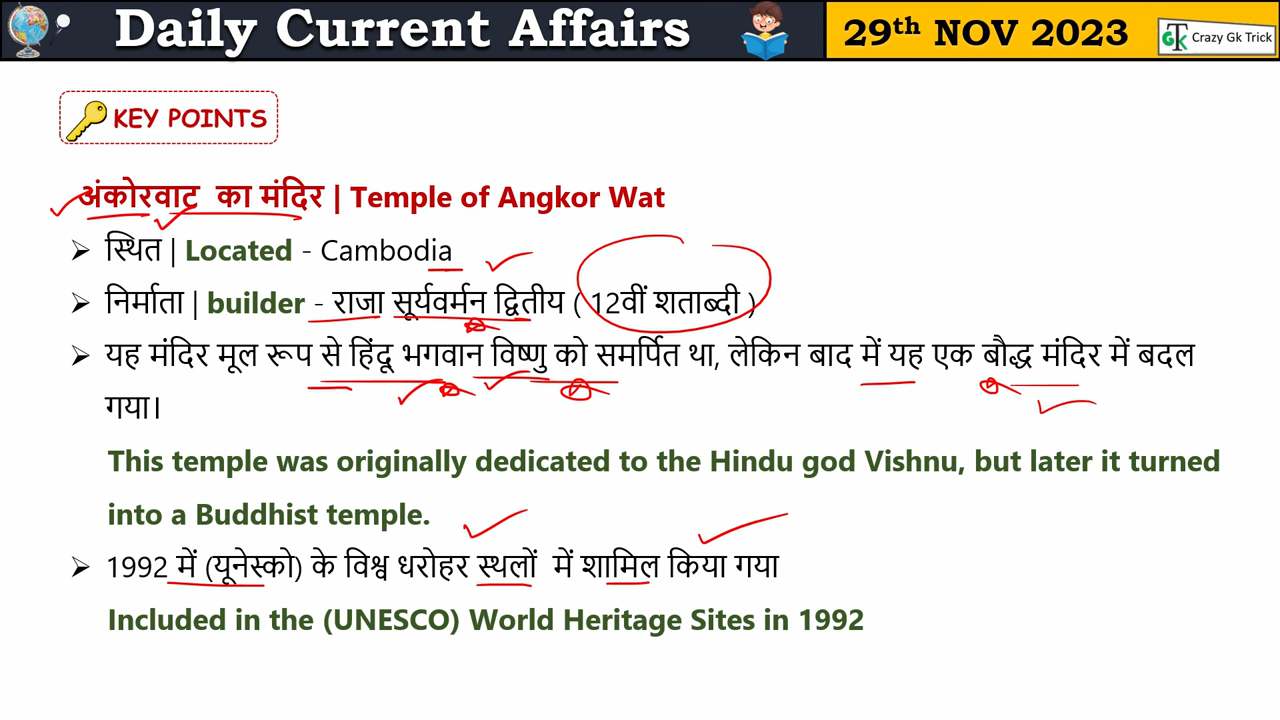 Daily Current Affairs
29th NOV 2023
GTK Crazy Gk Trick
KEY POINTS
अंकोरवाट का मंदिर | Temple of Angkor Wat
➢ स्थित | Located - Cambodia
➢ निर्माता | builder - राजा सूर्यवर्मन द्वितीय ( 12वीं शताब्दी )
➢ यह मंदिर मूल रूप से हिंदू भगवान विष्णु को समर्पित था, लेकिन बाद में यह एक बौद्ध मंदिर में बदल
गया।
This temple was originally dedicated to the Hindu god Vishnu, but later it turned
into a Buddhist temple.
➢ 1992 में (यूनेस्को) के विश्व धरोहर स्थलों में शामिल किया गया
Included in the (UNESCO) World Heritage Sites in 1992